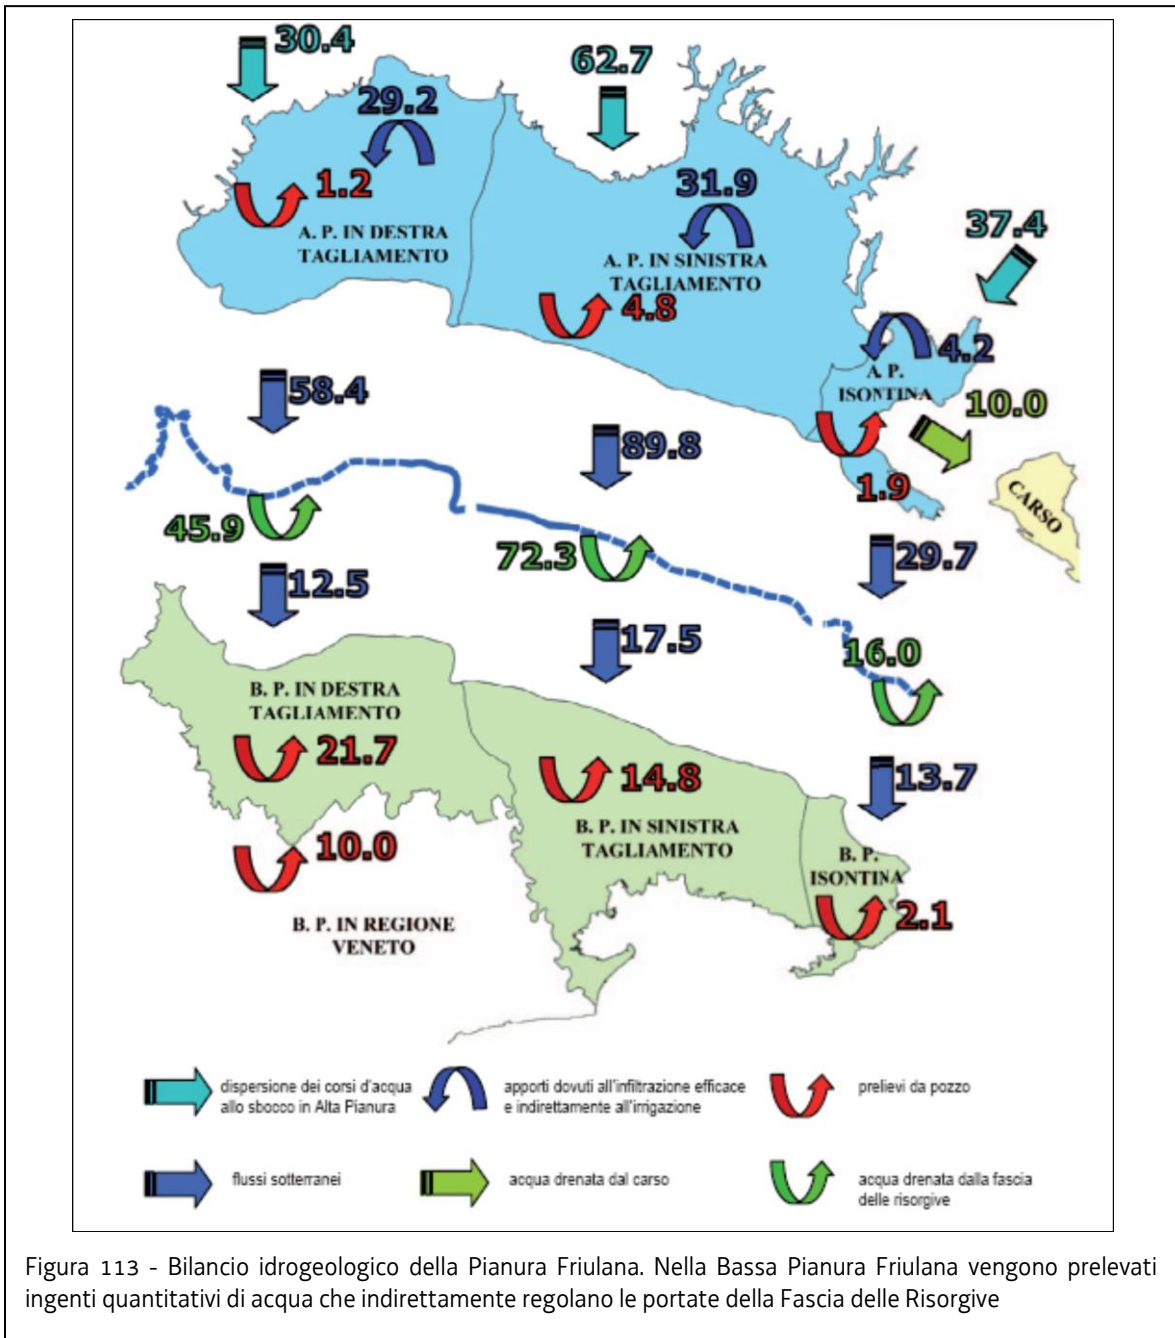 30.4
62.7
29.2
1.2
31.9
37.4
A. P. IN DESTRA
TAGLIAMENTO
A. P. IN SINISTRA
TAGLIAMENTO
4.8
4.2
A. P.
ISONTINA
10.0
58.4
89.8
1.9
CARSO
45.9
72.3
29.7
12.5
17.5
16.0
B. P. IN DESTRA
TAGLIAMENTO
21.7
14.8
13.7
B. P. IN SINISTRA
TAGLIAMENTO
10.0
B. P.
ISONTINA
2.1
B. P. IN REGIONE
VENETO
dispersione dei corsi d'acqua
allo sbocco in Alta Pianura
apporti dovuti all'infiltrazione efficace
e indirettamente all'irrigazione
prelievi da pozzo
flussi sotterranei
acqua drenata dal carso
acqua drenata dalla fascia
delle risorgive
Figura 113 - Bilancio idrogeologico della Pianura Friulana. Nella Bassa Pianura Friulana vengono prelevati
ingenti quantitativi di acqua che indirettamente regolano le portate della Fascia delle Risorgive